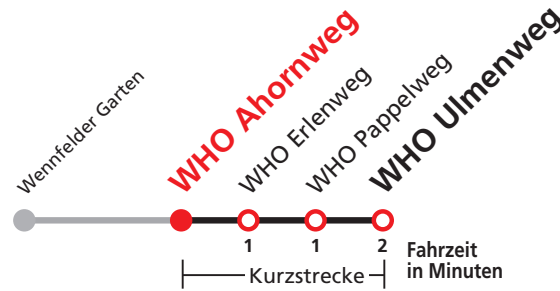 Wennfelder Garten
WHO Ahornweg
WHO Erlenweg
WHO Pappelweg
WHO Ulmenweg
1 1 2 Fahrzeit
in Minuten
Kurzstrecke